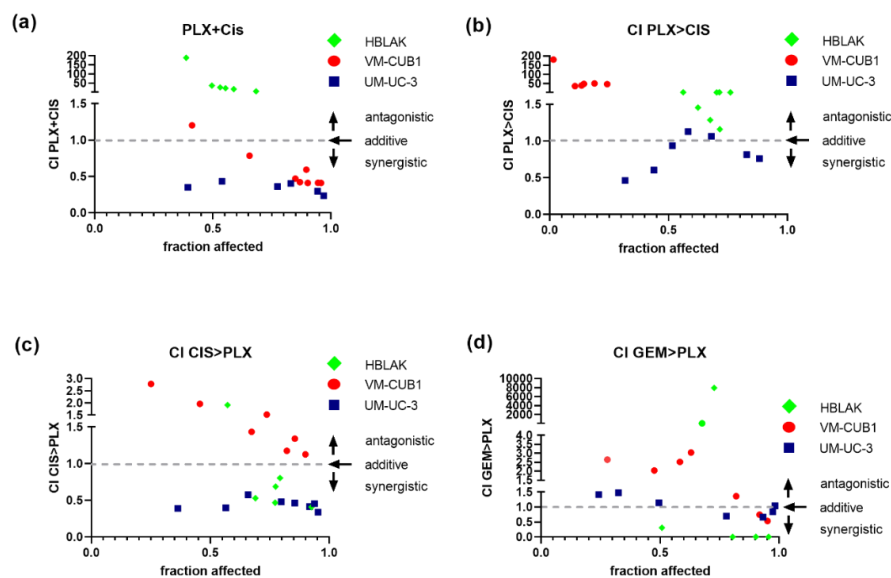 (a)
PLX+Cis
HBLAK
VM-CUB1
UM-UC-3
CI PLX+CIS
200
150
100
50
1.5
1.0
0.5
0.0
0.0
0.5
1.0
fraction affected
antagonistic
additive
synergistic
(b)
CI PLX>CIS
HBLAK
VM-CUB1
UM-UC-3
CI PLX>CIS
200
150
100
50
1.5
1.0
0.5
0.0
0.0
0.5
1.0
fraction affected
antagonistic
additive
synergistic
(c)
CI CIS>PLX
HBLAK
VM-CUB1
UM-UC-3
CI CIS>PLX
3.0
2.5
2.0
1.5
1.5
1.0
0.5
0.0
0.0
0.5
1.0
fraction affected
antagonistic
additive
synergistic
(d)
CI GEM>PLX
HBLAK
VM-CUB1
UM-UC-3
CI GEM>PLX
10000
8000
6000
4000
2000
4.0
3.5
3.0
2.5
2.0
1.5
1.0
0.5
0.0
0.0
0.5
1.0
fraction affected
antagonistic
additive
synergistic